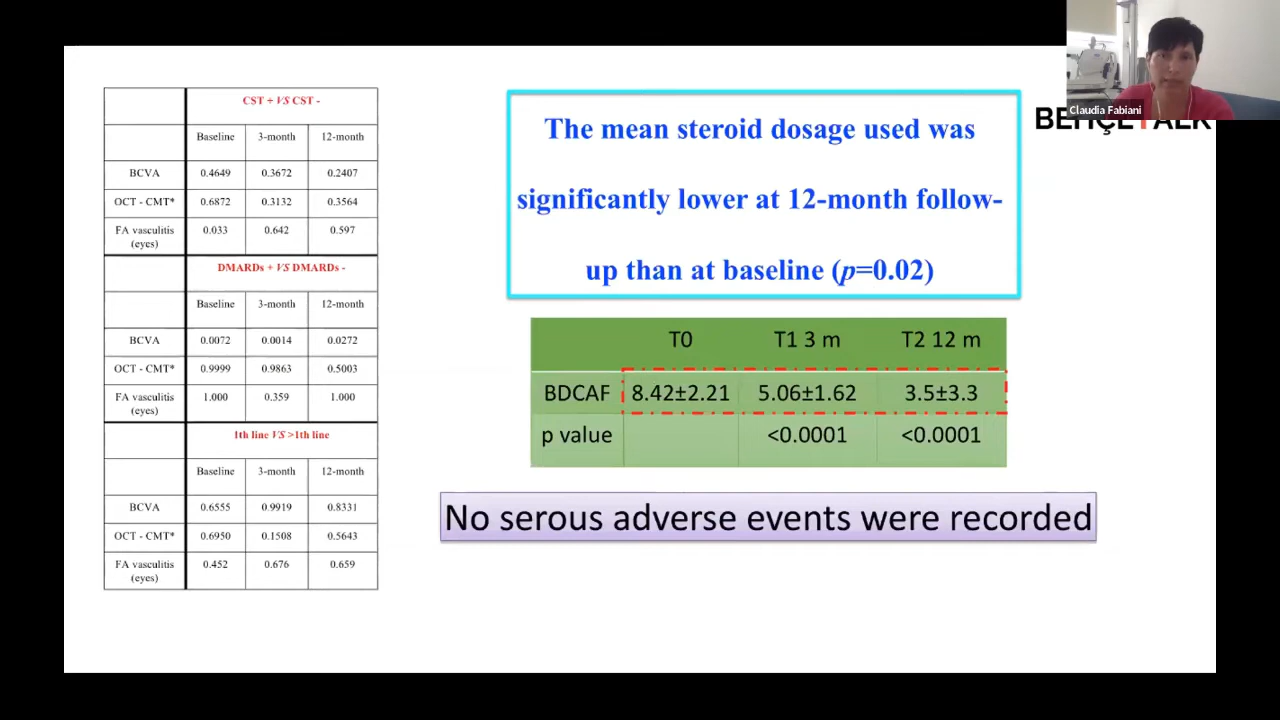 CST + VS CST -
Baseline 3-month 12-month
BCVA 0.4649 0.3672 0.2407
OCT - CMT* 0.6872 0.3132 0.3564
FA vasculitis (eyes) 0.033 0.642 0.597
DMARDs + VS DMARDs -
Baseline 3-month 12-month
BCVA 0.0072 0.0014 0.0272
OCT - CMT* 0.9999 0.9863 0.5003
FA vasculitis (eyes) 1.000 0.359 1.000
1th line VS >1th line
Baseline 3-month 12-month
BCVA 0.6555 0.9919 0.8331
OCT - CMT* 0.6950 0.1508 0.5643
FA vasculitis (eyes) 0.452 0.676 0.659
The mean steroid dosage used was
significantly lower at 12-month follow-
up than at baseline (p=0.02)
T0 T1 3 m T2 12 m
BDCAF 8.42±2.21 5.06±1.62 3.5±3.3
p value <0.0001 <0.0001
No serous adverse events were recorded
Claudia Fabiani